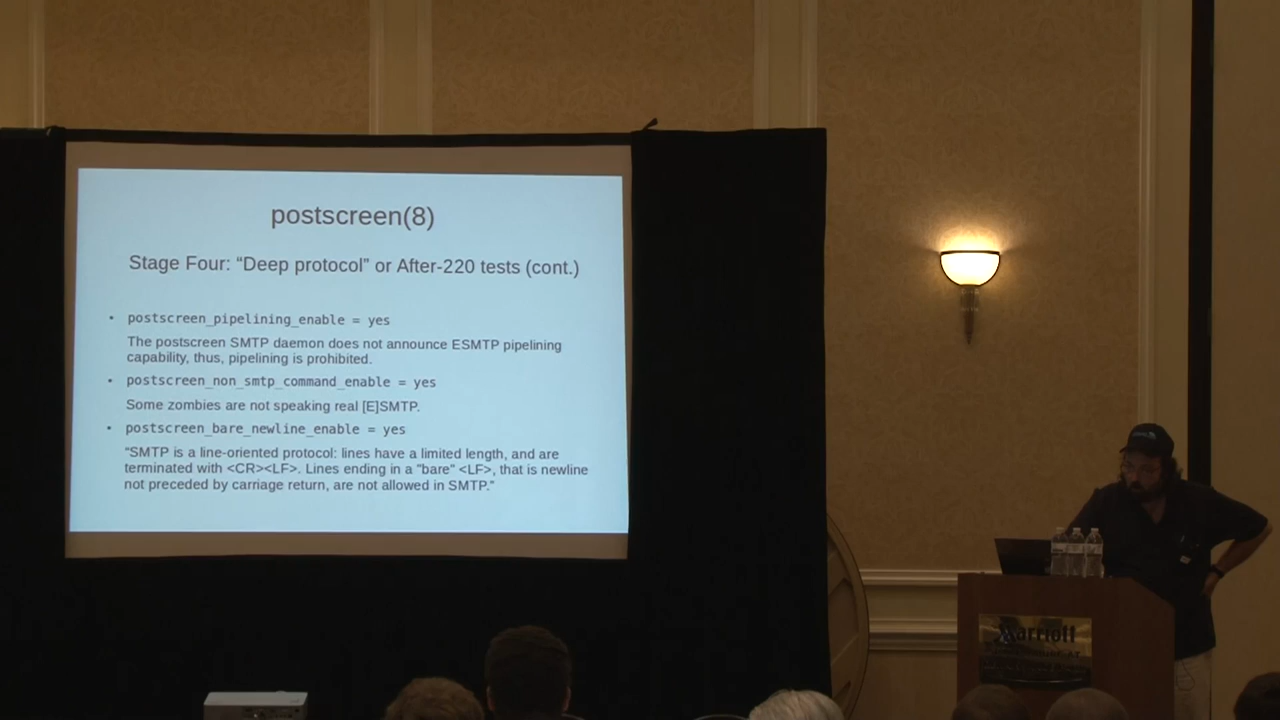 postscreen(8)
Stage Four: “Deep protocol” or After-220 tests (cont.)
• postscreen_pipelining_enable = yes
The postscreen SMTP daemon does not announce ESMTP pipelining
capability, thus, pipelining is prohibited.
• postscreen_non_smtp_command_enable = yes
Some zombies are not speaking real [E]SMTP.
• postscreen_bare_newline_enable = yes
“SMTP is a line-oriented protocol: lines have a limited length, and are
terminated with <CR><LF>. Lines ending in a "bare" <LF>, that is newline
not preceded by carriage return, are not allowed in SMTP.”
Marriott